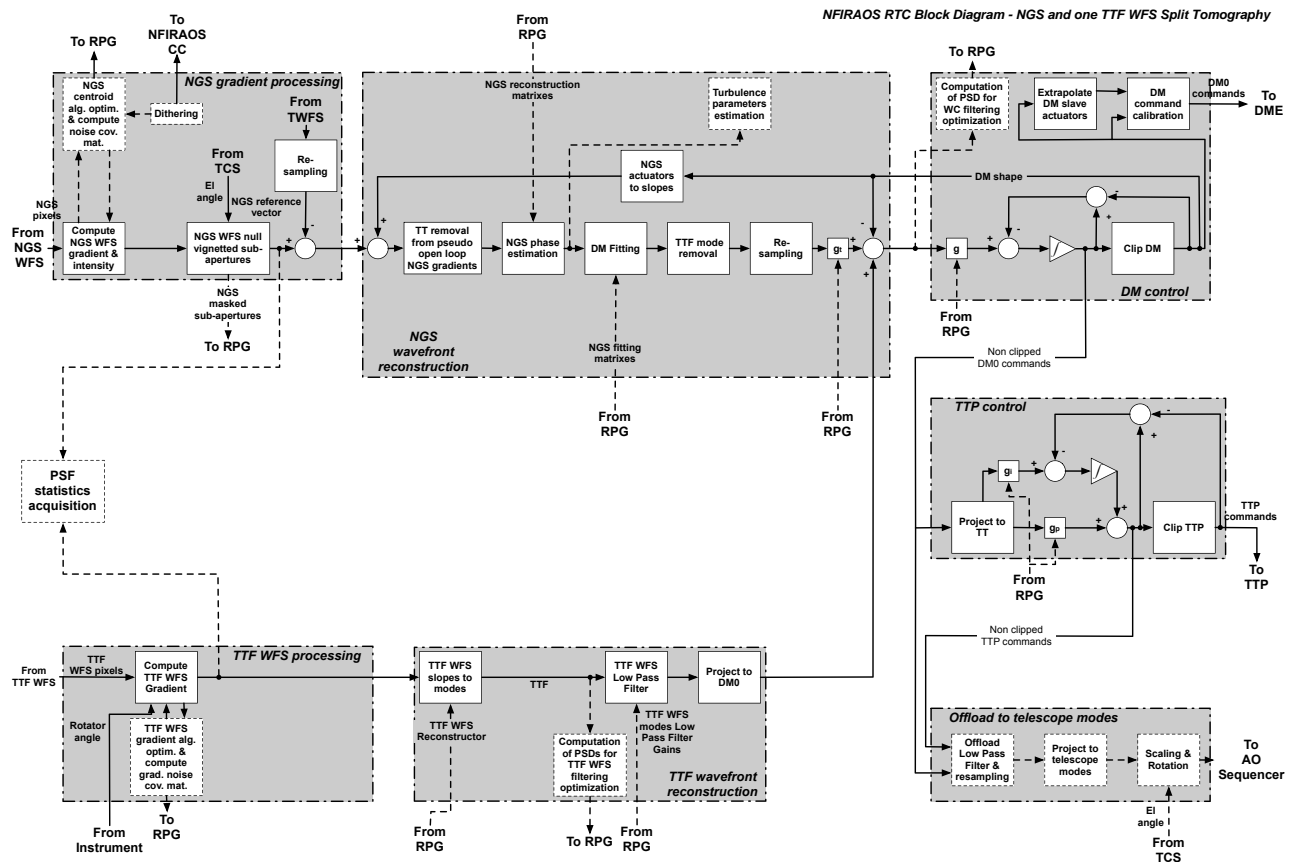 NFIRAOS RTC Block Diagram - NGS and one TTF WFS Split Tomography
To RPG
To
NFIRAOS
CC
NGS gradient processing
NGS
centroid
alg. optim.
& compute
noise cov.
mat.
Dithering
From
TWFS
Re-
sampling
From
TCS
El
angle
NGS reference
vector
-
+
NGS
pixels
From
NGS
WFS
Compute
NGS WFS
gradient &
intensity
NGS WFS null
vignetted sub-
apertures
NGS
masked
sub-apertures
To RPG
From
RPG
NGS reconstruction
matrixes
Turbulence
parameters
estimation
NGS
actuators
to slopes
+
+
TT removal
from pseudo
open loop
NGS gradients
NGS phase
estimation
DM Fitting
TTF mode
removal
Re-
sampling
gt
+
-
+
NGS
wavefront
reconstruction
NGS fitting
matrixes
From
RPG
From
RPG
To RPG
Computation
of PSD for
WC filtering
optimization
Extrapolate
DM slave
actuators
DM
command
calibration
DM0
commands
To
DME
DM shape
-
-
+
g
+
∫
Clip DM
DM control
From
RPG
Non clipped
DM0 commands
TTP control
-
+
-
gi
+
∫
+
Project to
TT
gp
+
Clip TTP
TTP
commands
From
RPG
To
TTP
Non clipped
TTP commands
PSF
statistics
acquisition
TTF WFS processing
From
TTF WFS
TTF
WFS pixels
Compute
TTF WFS
Gradient
Rotator
angle
TTF WFS
gradient alg.
optim. &
compute
grad. noise
cov. mat.
From
Instrument
To
RPG
TTF WFS
slopes to
modes
TTF
TTF WFS
Low Pass
Filter
Project to
DM0
TTF WFS
Reconstructor
TTF WFS
modes Low
Pass Filter
Gains
Computation
of PSDs for
TTF WFS
filtering
optimization
TTF wavefront
reconstruction
From
RPG
To RPG
From
RPG
Offload to telescope modes
Offload
Low Pass
Filter &
resampling
Project to
telescope
modes
Scaling &
Rotation
To
AO
Sequencer
El
angle
From
TCS